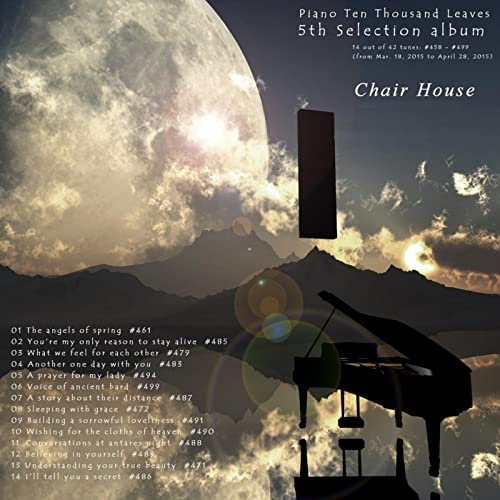 Piano Ten Thousand Leaves
5th Selection album
14 out of 42 tunes: #458 - #499
(from Mar. 18, 2015 to April 28, 2015)
Chair House
01 The angels of spring #461
02 You're my only reason to stay alive #485
03 What we feel for each other #479
04 Another one day with you #483
05 A prayer for my lady #494
06 Voice of ancient bard #499
07 A story about their distance #487
08 Sleeping with grace #472
09 Building a sorrowful loveliness #491
10 Wishing for the cloths of heaven #490
11 Conversations at antares night #488
12 Believing in yourself #489
13 Understanding your true beauty #471
14 I'll tell you a secret #486